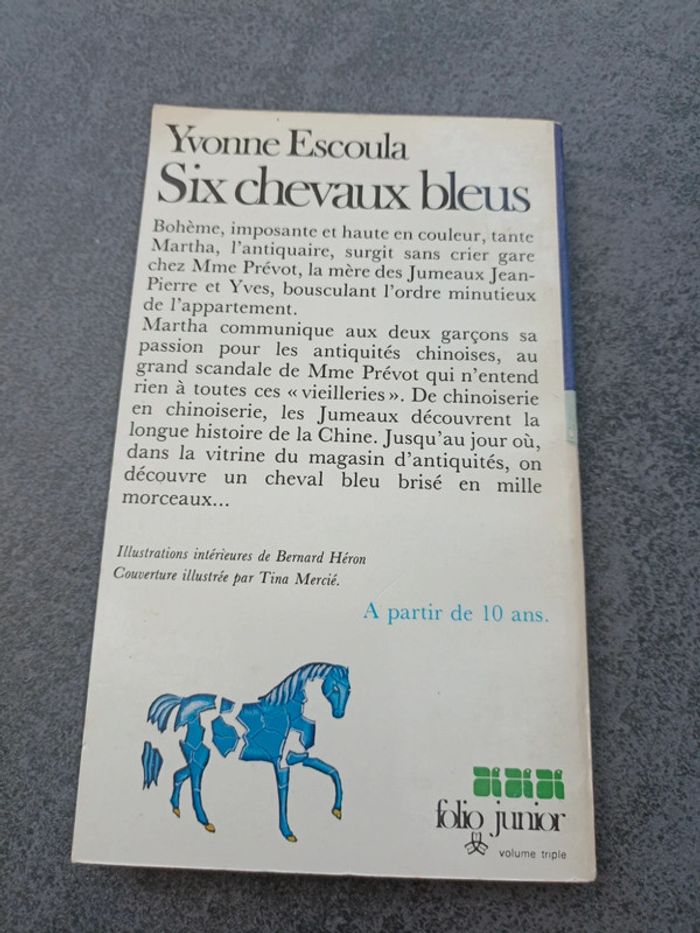 Yvonne Escoula
Six chevaux bleus
Bohème, imposante et haute en couleur, tante
Martha, l'antiquaire, surgit sans crier gare
chez Mme Prévot, la mère des Jumeaux Jean-
Pierre et Yves, bousculant l'ordre minutieux
de l'appartement.
Martha communique aux deux garçons sa
passion pour les antiquités chinoises, au
grand scandale de Mme Prévot qui n'entend
rien à toutes ces « vieilleries ». De chinoiserie
en chinoiserie, les Jumeaux découvrent la
longue histoire de la Chine. Jusqu'au jour où,
dans la vitrine du magasin d'antiquités, on
découvre un cheval bleu brisé en mille
morceaux...
Illustrations intérieures de Bernard Héron
Couverture illustrée par Tina Mercié.
A partir de 10 ans.
folio junior
volume triple